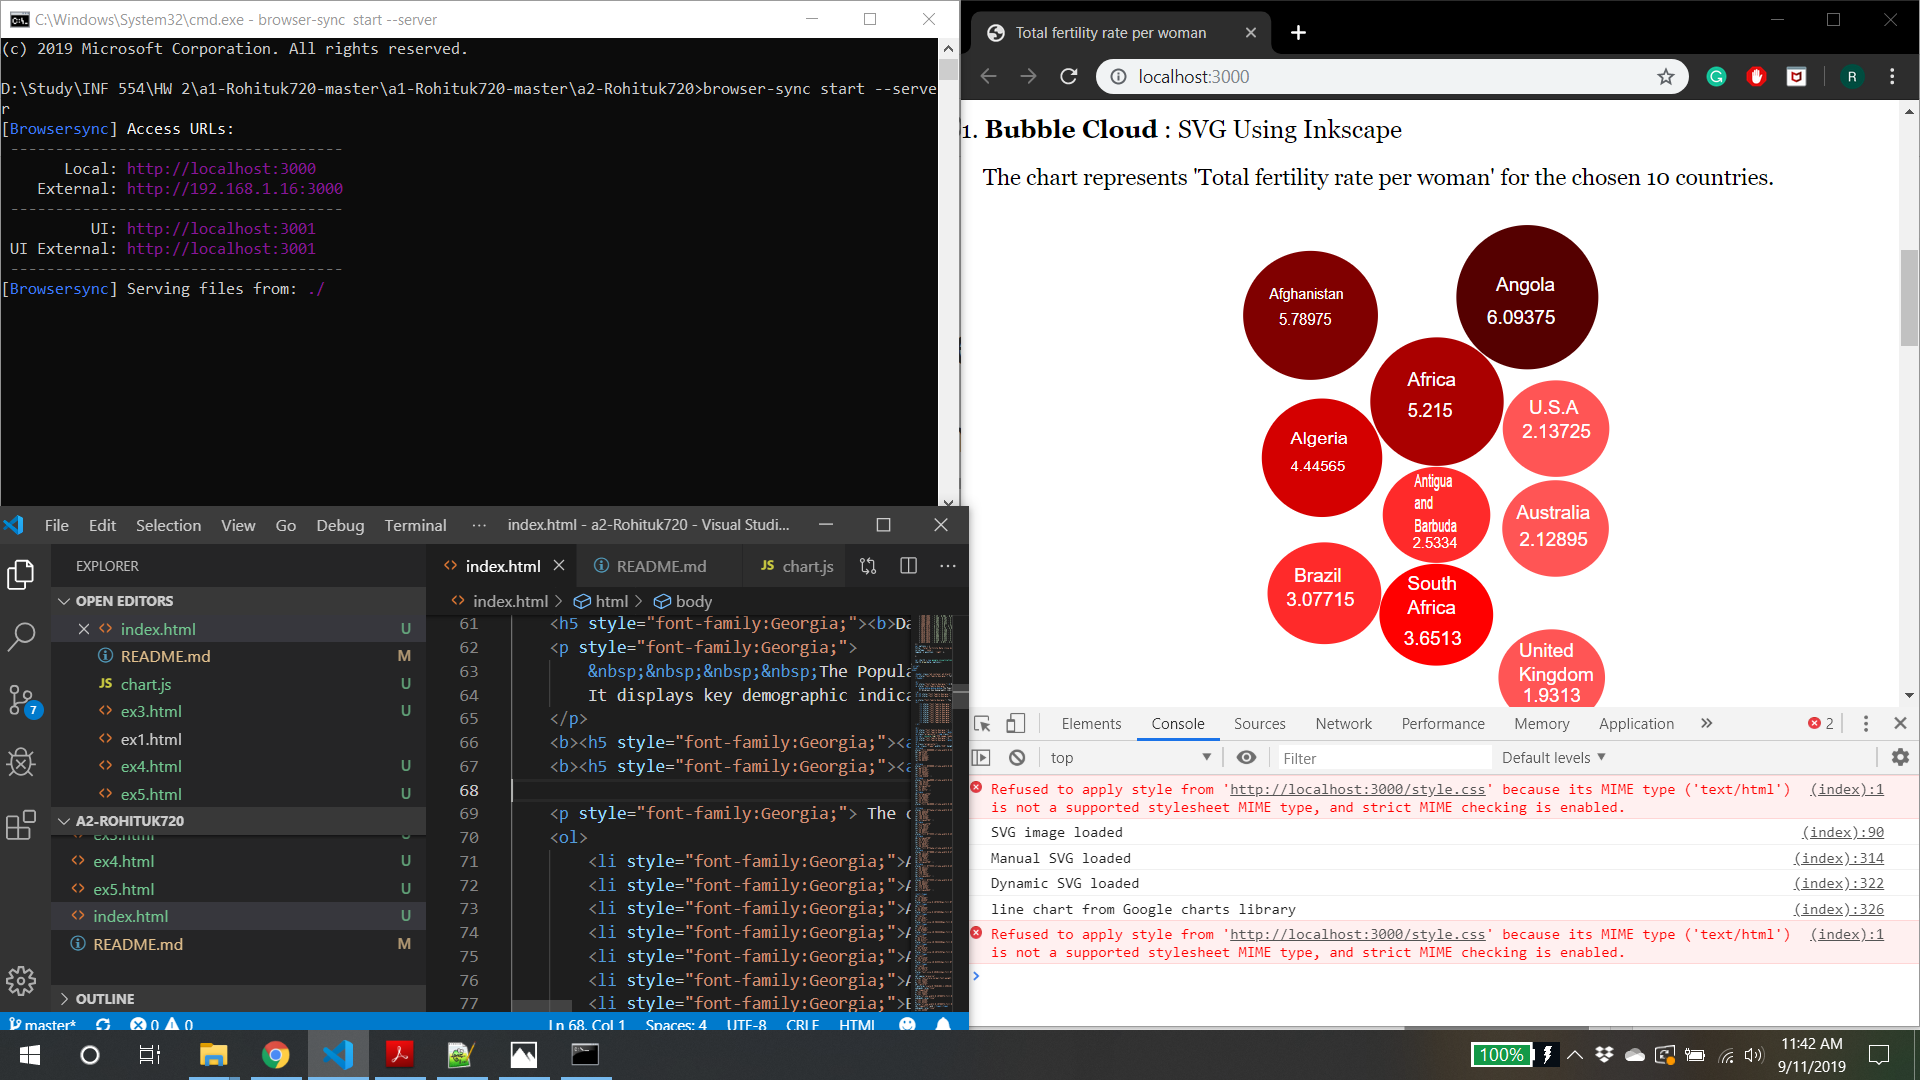 C:\Windows\System32\cmd.exe - browser-sync  start --server
(c) 2019 Microsoft Corporation. All rights reserved.
D:\Study\INF 554\HW 2\a1-Rohituk720-master\a1-Rohituk720-master\a2-Rohituk720>browser-sync start --serve
r
[Browsersync] Access URLs:
-------------------------------------
Local: http://localhost:3000
External: http://192.168.1.16:3000
-------------------------------------
UI: http://localhost:3001
UI External: http://localhost:3001
-------------------------------------
[Browsersync] Serving files from: ./
Total fertility rate per woman
localhost:3000
R
1. Bubble Cloud : SVG Using Inkscape
The chart represents 'Total fertility rate per woman' for the chosen 10 countries.
Afghanistan
5.78975
Angola
6.09375
Africa
5.215
U.S.A
2.13725
Algeria
4.44565
Antigua
and
Barbuda
2.5334
Australia
2.12895
Brazil
3.07715
South
Africa
3.6513
United
Kingdom
1.9313
File Edit Selection View Go Debug Terminal ··· index.html - a2-Rohituk720 - Visual Studi...
EXPLORER
OPEN EDITORS
index.html U
README.md M
JS chart.js U
ex3.html U
ex1.html
ex4.html U
ex5.html U
A2-ROHITUK720
ex3.html
ex4.html U
ex5.html U
index.html U
README.md M
OUTLINE
7
index.html README.md JS chart.js
index.html > html > body
61 <h5 style="font-family:Georgia;"><b>Da
62 <p style="font-family:Georgia;">
63 &nbsp;&nbsp;&nbsp;&nbsp;The Popula
64 It displays key demographic indica
65 </p>
66 <b><h5 style="font-family:Georgia;"><a
67 <b><h5 style="font-family:Georgia;"><a
68
69 <p style="font-family:Georgia;"> The c
70 <ol>
71 <li style="font-family:Georgia;">A
72 <li style="font-family:Georgia;">A
73 <li style="font-family:Georgia;">A
74 <li style="font-family:Georgia;">A
75 <li style="font-family:Georgia;">A
76 <li style="font-family:Georgia;">A
77 <li style="font-family:Georgia;">B
master* 0 0 Ln 68, Col 1 Spaces: 4 UTF-8 CRLF HTML
Elements Console Sources Network Performance Memory Application » 2
top Filter Default levels
Refused to apply style from 'http://localhost:3000/style.css' because its MIME type ('text/html') (index):1
is not a supported stylesheet MIME type, and strict MIME checking is enabled.
SVG image loaded (index):90
Manual SVG loaded (index):314
Dynamic SVG loaded (index):322
line chart from Google charts library (index):326
Refused to apply style from 'http://localhost:3000/style.css' because its MIME type ('text/html') (index):1
is not a supported stylesheet MIME type, and strict MIME checking is enabled.
100%
11:42 AM
9/11/2019